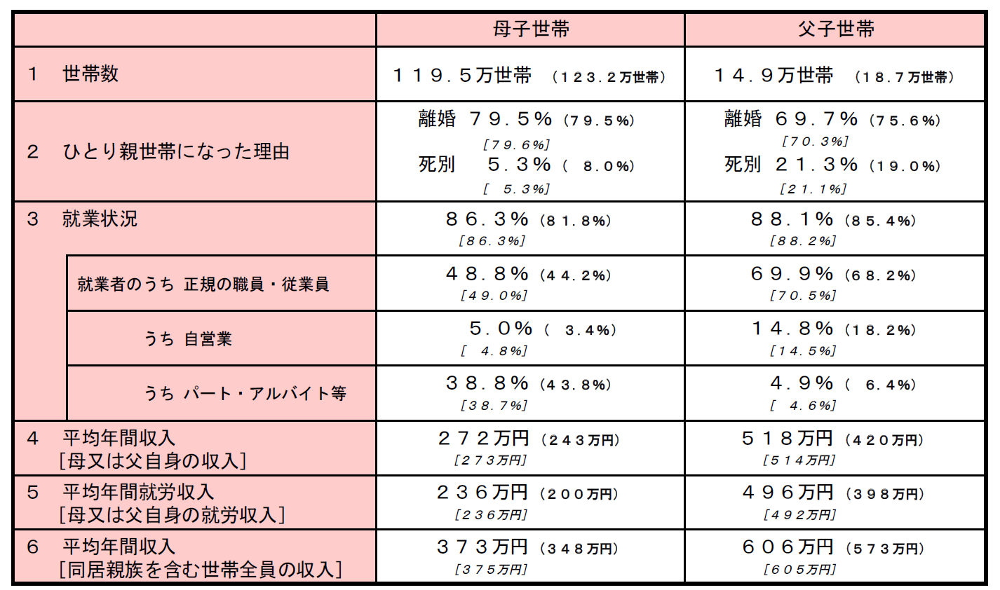 母子世帯 父子世帯
1 世帯数 119.5万世帯 (123.2万世帯) 14.9万世帯 (18.7万世帯)
離婚 79.5% (79.5%) 離婚 69.7% (75.6%)
[79.6%] [70.3%]
2 ひとり親世帯になった理由
死別 5.3% ( 8.0%) 死別 21.3% (19.0%)
[ 5.3%] [21.1%]
3 就業状況 86.3% (81.8%) 88.1% (85.4%)
[86.3%] [88.2%]
就業者のうち 正規の職員・従業員 48.8% (44.2%) 69.9% (68.2%)
[49.0%] [70.5%]
うち 自営業 5.0% ( 3.4%) 14.8% (18.2%)
[ 4.8%] [14.5%]
うち パート・アルバイト等 38.8% (43.8%) 4.9% ( 6.4%)
[38.7%] [ 4.6%]
4 平均年間収入 272万円 (243万円) 518万円 (420万円)
[母又は父自身の収入] [273万円] [514万円]
5 平均年間就労収入 236万円 (200万円) 496万円 (398万円)
[母又は父自身の就労収入] [236万円] [492万円]
6 平均年間収入 373万円 (348万円) 606万円 (573万円)
[同居親族を含む世帯全員の収入] [375万円] [605万円]